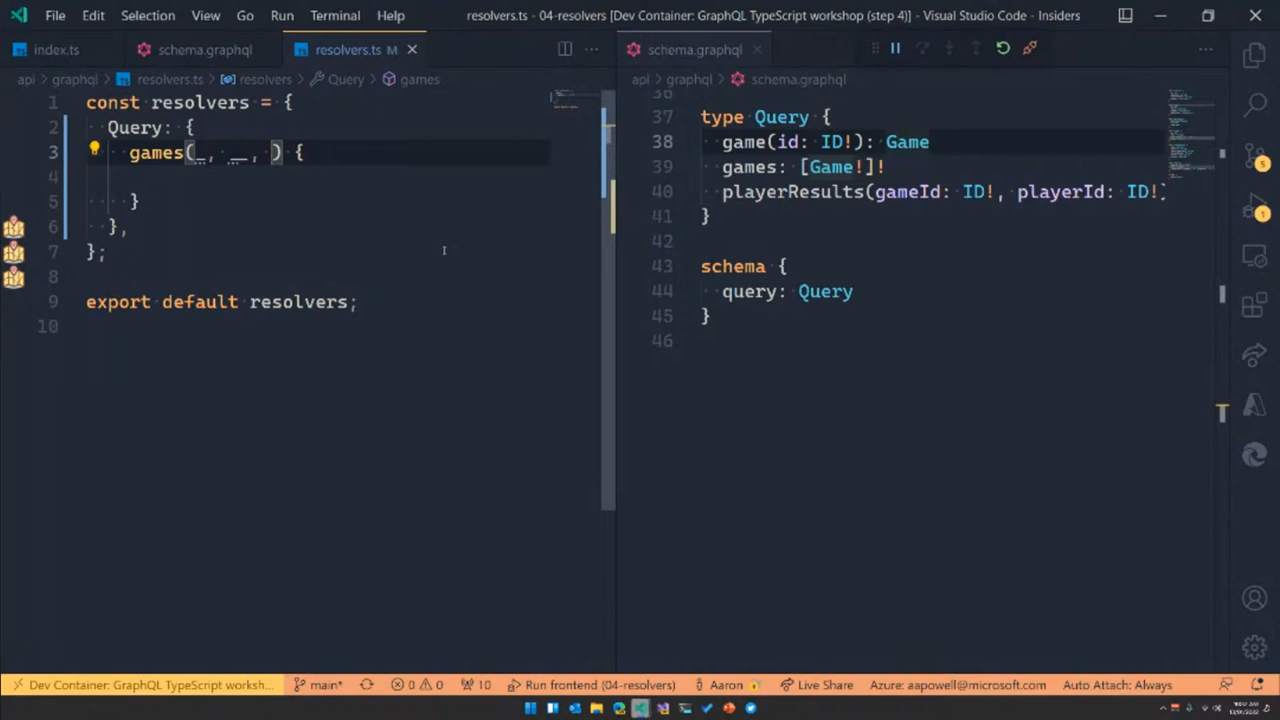 File Edit Selection View Go Run Terminal Help resolvers.ts - 04-resolvers [Dev Container: GraphQL TypeScript workshop (step 4)] - Visual Studio Code - Insiders
index.ts schema.graphql resolvers.ts M
api › graphql › resolvers.ts › resolvers › Query › games
1 const resolvers = {
2 Query: {
3 games(_, __, ) {
4
5 }
6 },
7 };
8
9 export default resolvers;
10
schema.graphql
api › graphql › schema.graphql
36
37 type Query {
38 game(id: ID!): Game
39 games: [Game!]!
40 playerResults(gameId: ID!, playerId: ID!
41 }
42
43 schema {
44 query: Query
45 }
46
5
1
Dev Container: GraphQL TypeScript worksh... main* 0 0 10 Run frontend (04-resolvers) Aaron Live Share Azure: aapowell@microsoft.com Auto Attach: Always